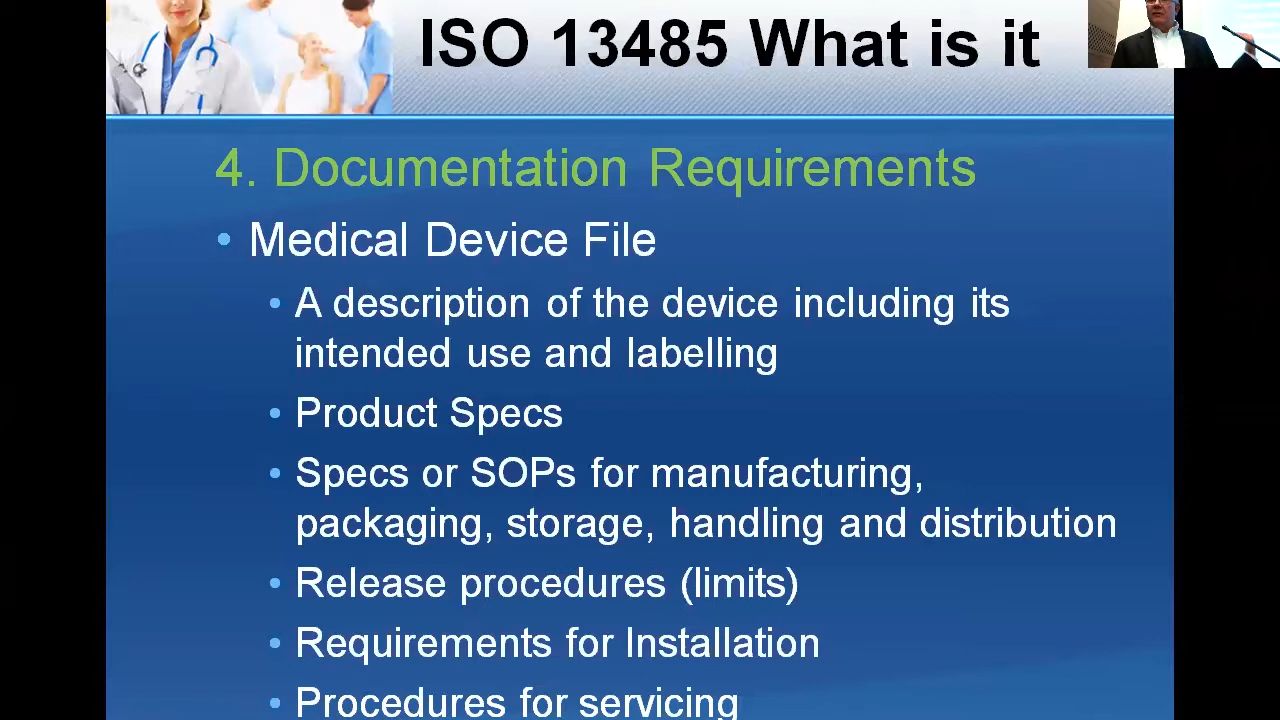 ISO 13485 What is it
4. Documentation Requirements
• Medical Device File
• A description of the device including its
intended use and labelling
• Product Specs
• Specs or SOPs for manufacturing,
packaging, storage, handling and distribution
• Release procedures (limits)
• Requirements for Installation
• Procedures for servicing